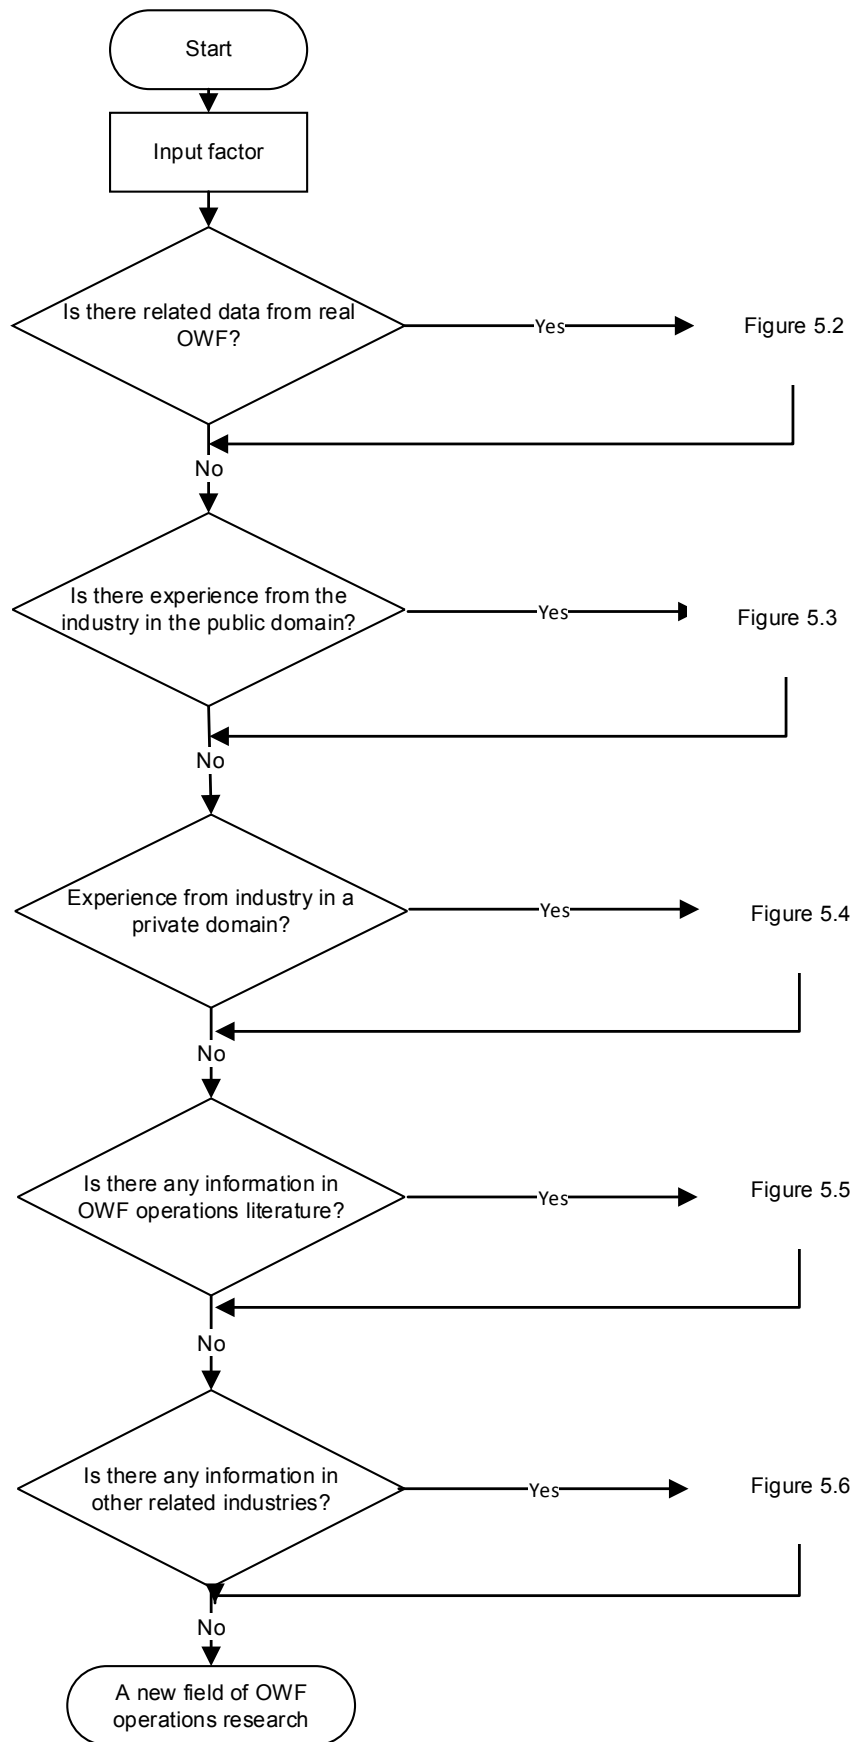 Start
Input factor
Is there related data from real
OWF?
Yes
Figure 5.2
No
Is there experience from the
industry in the public domain?
Yes
Figure 5.3
No
Experience from industry in a
private domain?
Yes
Figure 5.4
No
Is there any information in
OWF operations literature?
Yes
Figure 5.5
No
Is there any information in
other related industries?
Yes
Figure 5.6
No
A new field of OWF
operations research